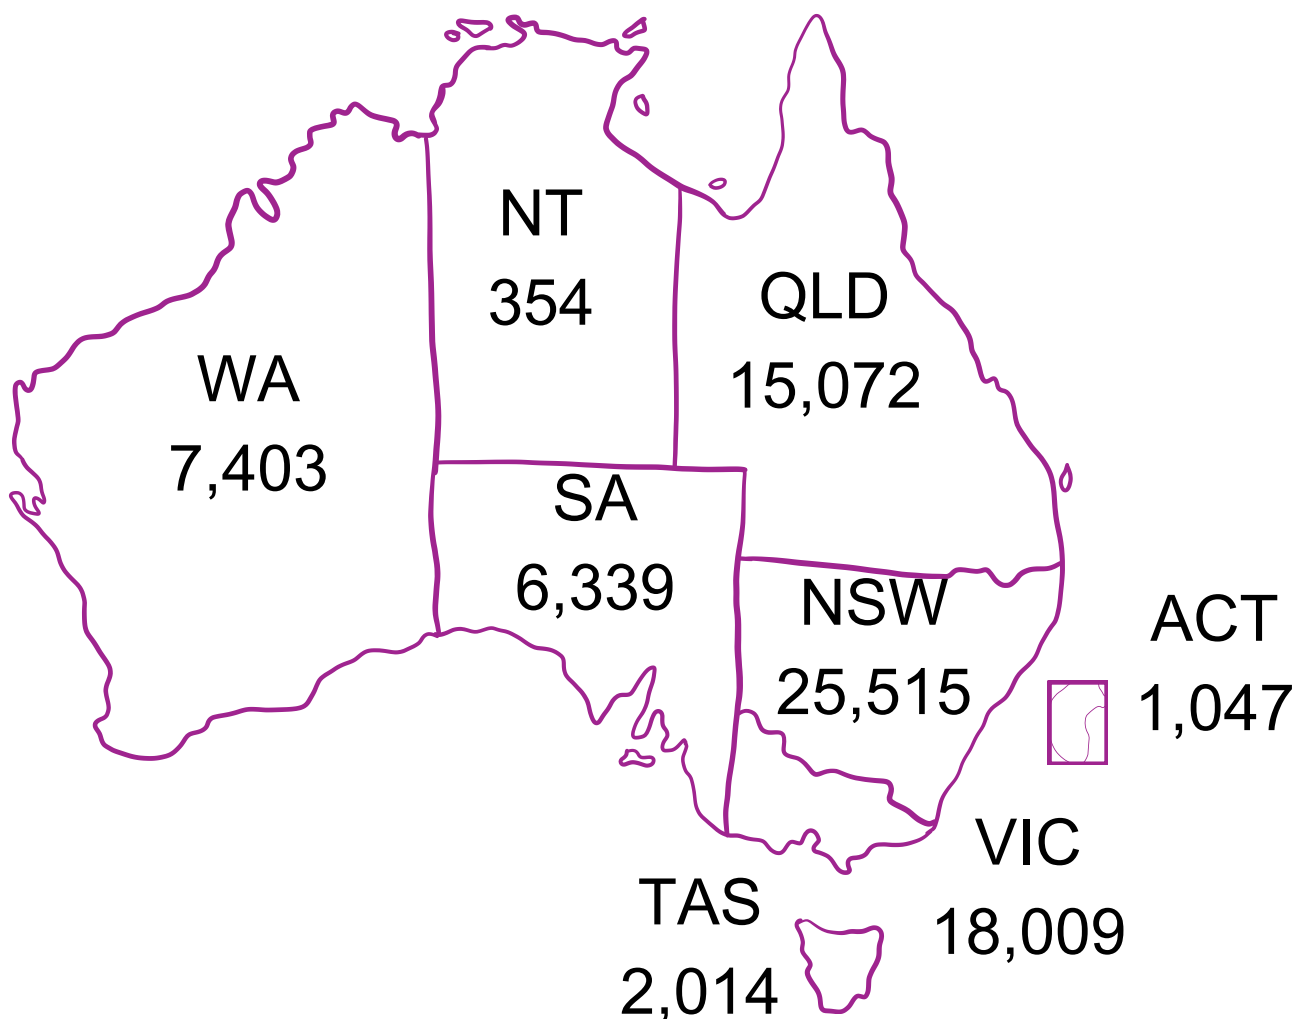 NT
354
QLD
15,072
WA
7,403
SA
6,339
NSW
25,515
ACT
1,047
VIC
18,009
TAS
2,014